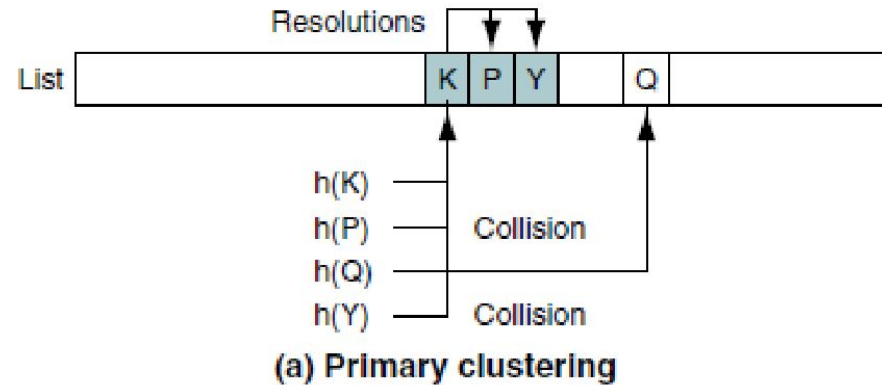 Resolutions
List K P Y Q
h(K)
h(P) Collision
h(Q)
h(Y) Collision
(a) Primary clustering